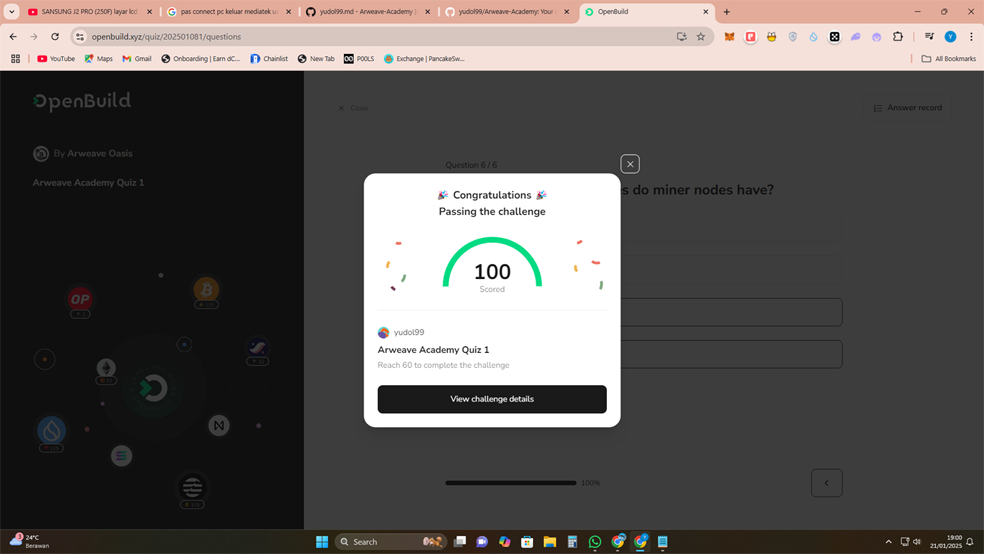 SANSUNG J2 PRO (250F) layar lcd
pas connect pc keluar mediatek u
yudol99.md - Arweave-Academy
yudol99/Arweave-Academy: Your
OpenBuild
openbuild.xyz/quiz/202501081/questions
Y
YouTube
Maps
Gmail
Onboarding | Earn dC...
Chainlist
New Tab
P00LS
Exchange | PancakeSw...
All Bookmarks
OpenBuild
Close
Answer record
By Arweave Oasis
Arweave Academy Quiz 1
Question 6 / 6
es do miner nodes have?
🎉 Congratulations 🎉
Passing the challenge
100
Scored
yudol99
Arweave Academy Quiz 1
Reach 60 to complete the challenge
View challenge details
OP
100%
24°C
Berawan
Search
19:00
21/01/2025